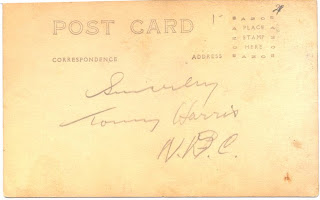 POST CARD
CORRESPONDENCE
ADDRESS
PLACE
STAMP
HERE
Sincerely
Tommy Harris
N.B.C.